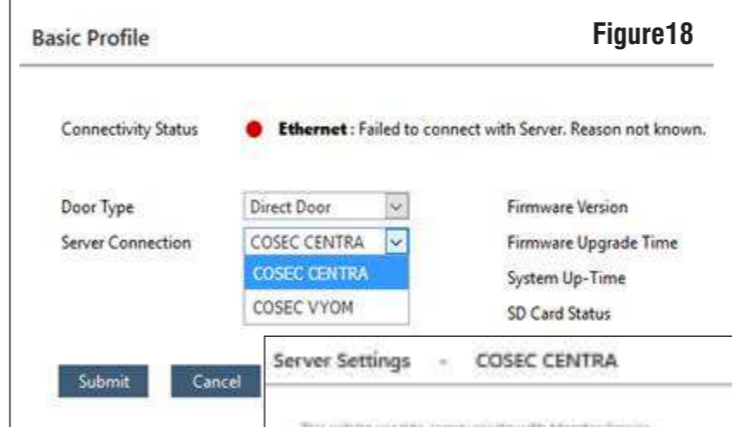 Basic Profile
Figure18
Connectivity Status
Ethernet : Failed to connect with Server. Reason not known.
Door Type
Direct Door
Firmware Version
Server Connection
COSEC CENTRA
Firmware Upgrade Time
COSEC CENTRA
System Up-Time
COSEC VYOM
SD Card Status
Submit
Cancel
Server Settings - COSEC CENTRA